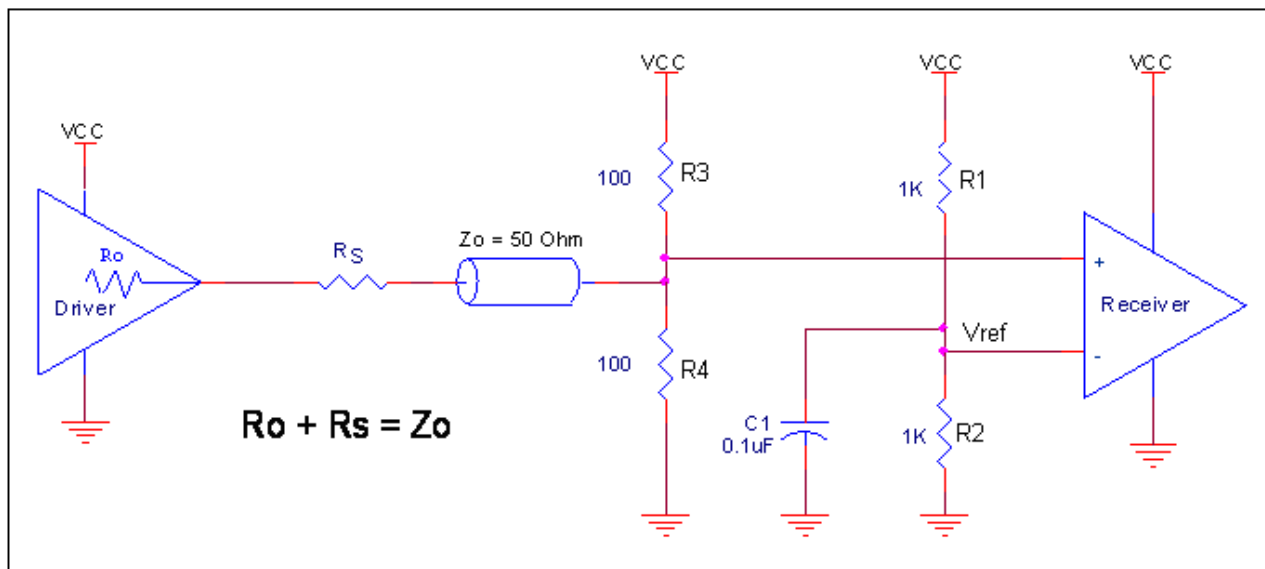 VCC
VCC
VCC
VCC
Ro
Driver
RS
Zo = 50 Ohm
100
R3
1K
R1
+
Receiver
Vref
-
100
R4
C1
0.1uF
1K
R2
Ro + Rs = Zo